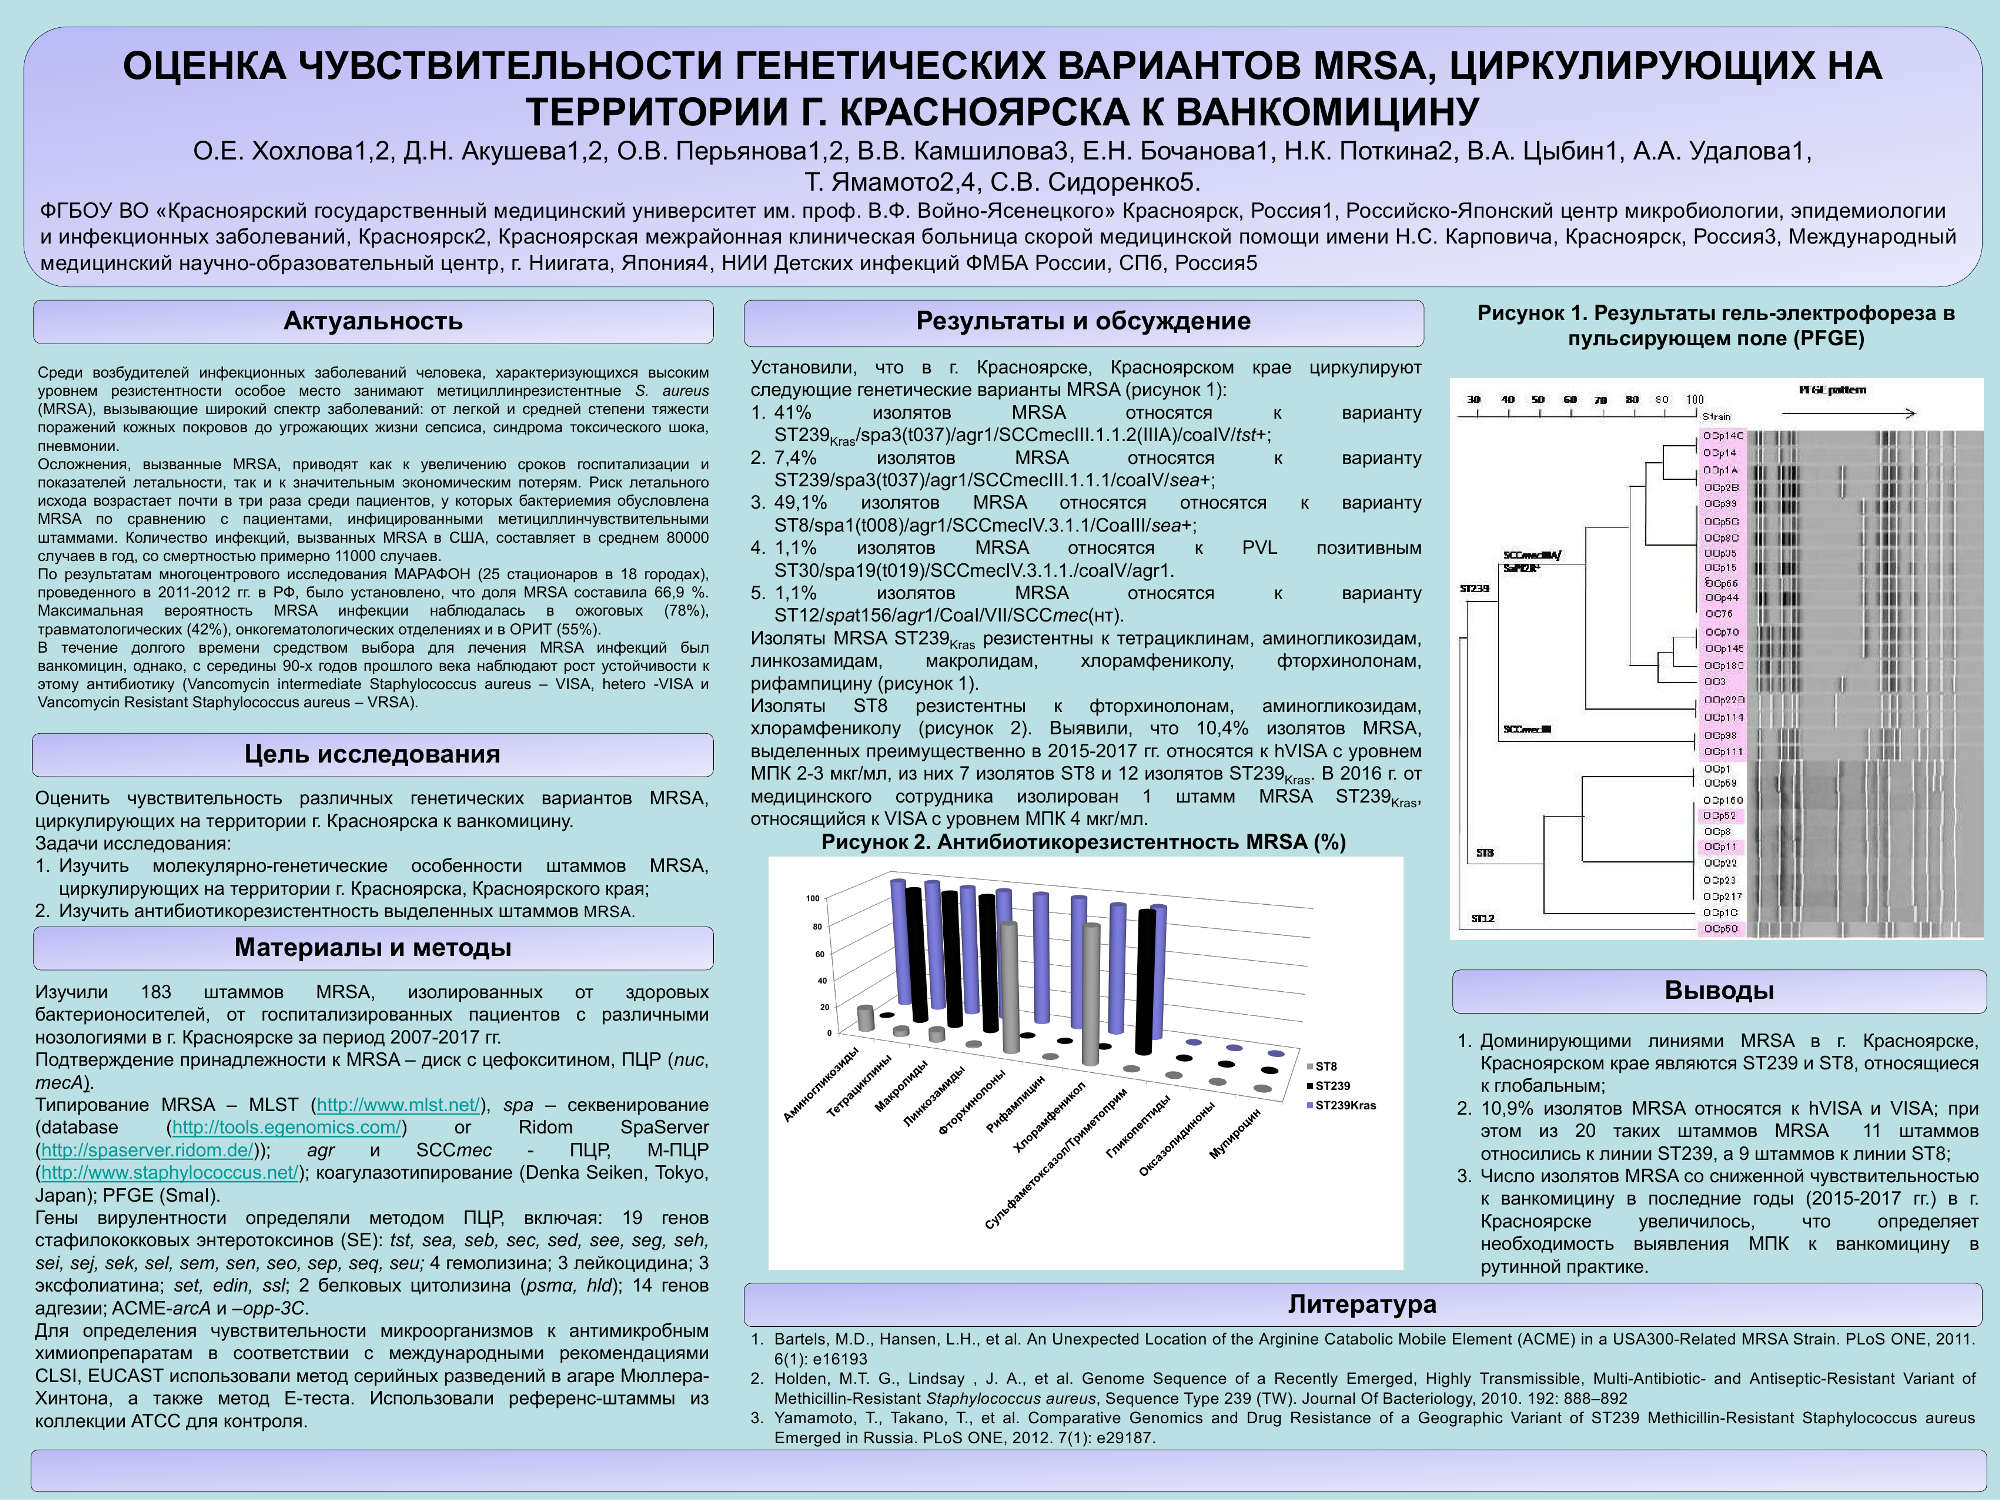 ОЦЕНКА ЧУВСТВИТЕЛЬНОСТИ ГЕНЕТИЧЕСКИХ ВАРИАНТОВ MRSA, ЦИРКУЛИРУЮЩИХ НА
ТЕРРИТОРИИ Г. КРАСНОЯРСКА К ВАНКОМИЦИНУ
О.Е. Хохлова1,2, Д.Н. Акушева1,2, О.В. Перьянова1,2, В.В. Камшилова3, Е.Н. Бочанова1, Н.К. Поткина2, В.А. Цыбин1, А.А. Удалова1,
Т. Ямамото2,4, С.В. Сидоренко5.
ФГБОУ ВО «Красноярский государственный медицинский университет им. проф. В.Ф. Войно-Ясенецкого» Красноярск, Россия1, Российско-Японский центр микробиологии, эпидемиологии
и инфекционных заболеваний, Красноярск2, Красноярская межрайонная клиническая больница скорой медицинской помощи имени Н.С. Карповича, Красноярск, Россия3, Международный
медицинский научно-образовательный центр, г. Ниигата, Япония4, НИИ Детских инфекций ФМБА России, СПб, Россия5
Актуальность
Среди возбудителей инфекционных заболеваний человека, характеризующихся высоким
уровнем резистентности особое место занимают метициллинрезистентные S. aureus
(MRSA), вызывающие широкий спектр заболеваний: от легкой и средней степени тяжести
поражений кожных покровов до угрожающих жизни сепсиса, синдрома токсического шока,
пневмонии.
Осложнения, вызванные MRSA, приводят как к увеличению сроков госпитализации и
показателей летальности, так и к значительным экономическим потерям. Риск летального
исхода возрастает почти в три раза среди пациентов, у которых бактериемия обусловлена
MRSA по сравнению с пациентами, инфицированными метициллинчувствительными
штаммами. Количество инфекций, вызванных MRSA в США, составляет в среднем 80000
случаев в год, со смертностью примерно 11000 случаев.
По результатам многоцентрового исследования МАРАФОН (25 стационаров в 18 городах),
проведенного в 2011-2012 гг. в РФ, было установлено, что доля MRSA составила 66,9 %.
Максимальная вероятность MRSA инфекции наблюдалась в ожоговых (78%),
травматологических (42%), онкогематологических отделениях и в ОРИТ (55%).
В течение долгого времени средством выбора для лечения MRSA инфекций был
ванкомицин, однако, с середины 90-х годов прошлого века наблюдают рост устойчивости к
этому антибиотику (Vancomycin intermediate Staphylococcus aureus – VISA, hetero -VISA и
Vancomycin Resistant Staphylococcus aureus – VRSA).
Цель исследования
Оценить чувствительность различных генетических вариантов MRSA,
циркулирующих на территории г. Красноярска к ванкомицину.
Задачи исследования:
1. Изучить молекулярно-генетические особенности штаммов MRSA,
циркулирующих на территории г. Красноярска, Красноярского края;
2. Изучить антибиотикорезистентность выделенных штаммов MRSA.
Материалы и методы
Изучили 183 штаммов MRSA, изолированных от здоровых
бактерионосителей, от госпитализированных пациентов с различными
нозологиями в г. Красноярске за период 2007-2017 гг.
Подтверждение принадлежности к MRSA – диск с цефокситином, ПЦР (nuc,
mecA).
Типирование MRSA – MLST (http://www.mlst.net/), spa – секвенирование
(database (http://tools.egenomics.com/) or Ridom SpaServer
(http://spaserver.ridom.de/)); agr и SCCmec - ПЦР, М-ПЦР
(http://www.staphylococcus.net/); коагулазотипирование (Denka Seiken, Tokyo,
Japan); PFGE (SmaI).
Гены вирулентности определяли методом ПЦР, включая: 19 генов
стафилококковых энтеротоксинов (SE): tst, sea, seb, sec, sed, see, seg, seh,
sei, sej, sek, sel, sem, sen, seo, sep, seq, seu; 4 гемолизина; 3 лейкоцидина; 3
эксфолиатина; set, edin, ssl; 2 белковых цитолизина (psmα, hld); 14 генов
адгезии; ACME-arcA и –opp-3C.
Для определения чувствительности микроорганизмов к антимикробным
химиопрепаратам в соответствии с международными рекомендациями
CLSI, EUCAST использовали метод серийных разведений в агаре Мюллера-
Хинтона, а также метод Е-теста. Использовали референс-штаммы из
коллекции АТСС для контроля.
Результаты и обсуждение
Установили, что в г. Красноярске, Красноярском крае циркулируют
следующие генетические варианты MRSA (рисунок 1):
1. 41% изолятов MRSA относятся к варианту
ST239Kras/spa3(t037)/agr1/SCCmecIII.1.1.2(IIIA)/coaIV/tst+;
2. 7,4% изолятов MRSA относятся к варианту
ST239/spa3(t037)/agr1/SCCmecIII.1.1.1/coaIV/sea+;
3. 49,1% изолятов MRSA относятся относятся к варианту
ST8/spa1(t008)/agr1/SCCmecIV.3.1.1/CoaIII/sea+;
4. 1,1% изолятов MRSA относятся к PVL позитивным
ST30/spa19(t019)/SCCmecIV.3.1.1./coaIV/agr1.
5. 1,1% изолятов MRSA относятся к варианту
ST12/spat156/agr1/CoaI/VII/SCCmec(нт).
Изоляты MRSA ST239Kras резистентны к тетрациклинам, аминогликозидам,
линкозамидам, макролидам, хлорамфениколу, фторхинолонам,
рифампицину (рисунок 1).
Изоляты ST8 резистентны к фторхинолонам, аминогликозидам,
хлорамфениколу (рисунок 2). Выявили, что 10,4% изолятов MRSA,
выделенных преимущественно в 2015-2017 гг. относятся к hVISA с уровнем
МПК 2-3 мкг/мл, из них 7 изолятов ST8 и 12 изолятов ST239Kras. В 2016 г. от
медицинского сотрудника изолирован 1 штамм MRSA ST239Kras,
относящийся к VISA с уровнем МПК 4 мкг/мл.
Рисунок 2. Антибиотикорезистентность MRSA (%)
100
80
60
40
20
0
Аминогликозиды
Тетрациклины
Макролиды
Линкозамиды
Фторхинолоны
Рифампицин
Хлорамфеникол
Сульфаметоксазол/Триметоприм
Гликопептиды
Оксазолидиноны
Мупироцин
ST8
ST239
ST239Kras
Рисунок 1. Результаты гель-электрофореза в
пульсирующем поле (PFGE)
PFGE pattern
30 40 50 60 70 80 90 100
Strain
OCp14C
OCp14
OCp1A
OCp2B
OCp99
OCp5C
OCp8C
OCp35
OCp15
OCp66
OCp44
OC76
OCp70
OCp145
OCp18C
OC3
OCp114
OCp98
OCp111
OCp1
OCp59
OCp160
OCp52
OCp8
OCp11
OCp22
OCp23
OCp217
OCp1C
OCp50
ST239
SCCmecIII
ST8
ST12
Выводы
1. Доминирующими линиями MRSA в г. Красноярске,
Красноярском крае являются ST239 и ST8, относящиеся
к глобальным;
2. 10,9% изолятов MRSA относятся к hVISA и VISA; при
этом из 20 таких штаммов MRSA 11 штаммов
относились к линии ST239, а 9 штаммов к линии ST8;
3. Число изолятов MRSA со сниженной чувствительностью
к ванкомицину в последние годы (2015-2017 гг.) в г.
Красноярске увеличилось, что определяет
необходимость выявления МПК к ванкомицину в
рутинной практике.
Литература
1. Bartels, M.D., Hansen, L.H., et al. An Unexpected Location of the Arginine Catabolic Mobile Element (ACME) in a USA300-Related MRSA Strain. PLoS ONE, 2011.
6(1): e16193
2. Holden, M.T. G., Lindsay , J. A., et al. Genome Sequence of a Recently Emerged, Highly Transmissible, Multi-Antibiotic- and Antiseptic-Resistant Variant of
Methicillin-Resistant Staphylococcus aureus, Sequence Type 239 (TW). Journal Of Bacteriology, 2010. 192: 888–892
3. Yamamoto, T., Takano, T., et al. Comparative Genomics and Drug Resistance of a Geographic Variant of ST239 Methicillin-Resistant Staphylococcus aureus
Emerged in Russia. PLoS ONE, 2012. 7(1): e29187.